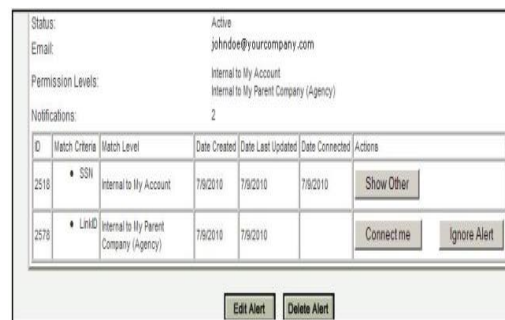 Status: Active
Email: johndoe@yourcompany.com
Permission Levels: Internal to My Account
Internal to My Parent Company (Agency)
Notifications: 2
ID Match Criteria Match Level Date Created Date Last Updated Date Connected Actions
2518 • SSN Internal to My Account 7/9/2010 7/9/2010 7/9/2010 Show Other
2578 • LinkID Internal to My Parent Company (Agency) 7/9/2010 7/9/2010 Connect me Ignore Alert
Edit Alert Delete Alert